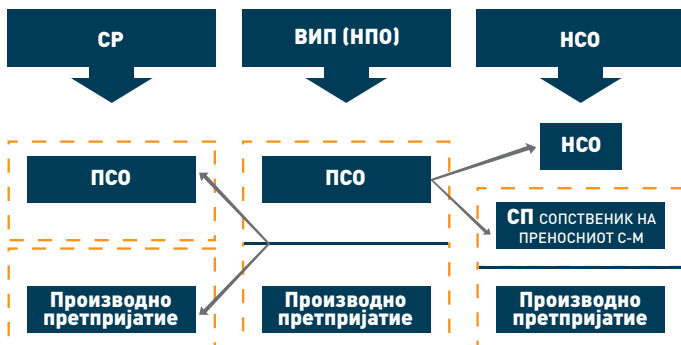 СР
ВИП (НПО)
НСО
ПСО
ПСО
НСО
СП СОПСТВЕНИК НА
ПРЕНОСНИОТ С-М
Производно
претпријатие
Производно
претпријатие
Производно
претпријатие